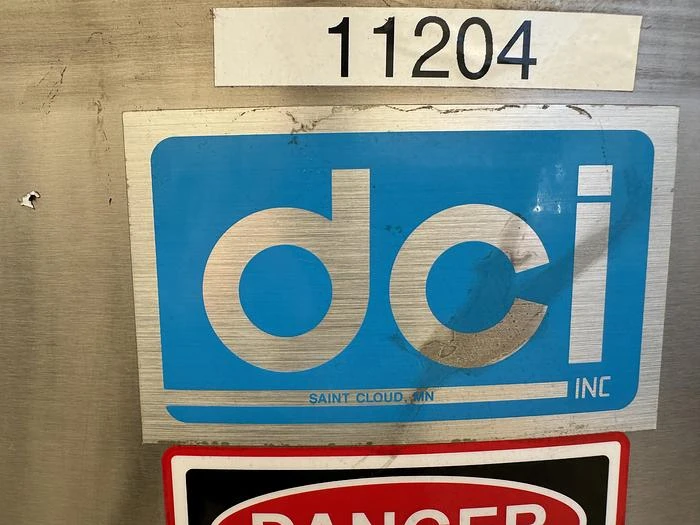 11204
dci
INC
SAINT CLOUD, MN
DANGER